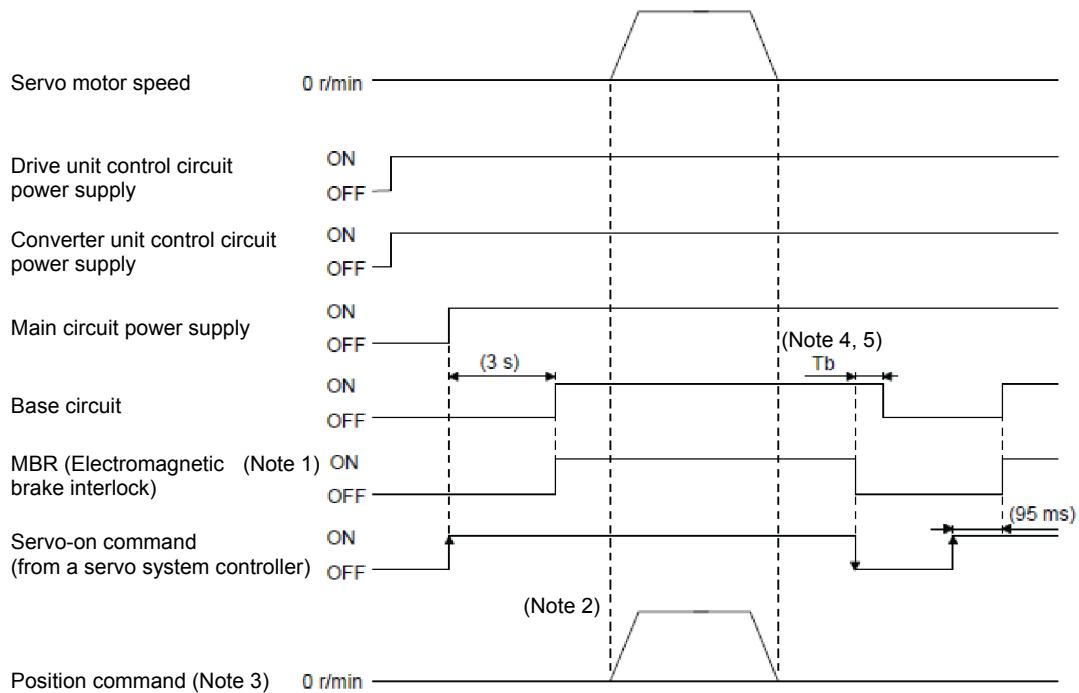 Servo motor speed 0 r/min
Drive unit control circuit
power supply
ON
OFF
Converter unit control circuit
power supply
ON
OFF
Main circuit power supply
ON
OFF
(3 s)
(Note 4, 5)
Tb
Base circuit
ON
OFF
MBR (Electromagnetic (Note 1)
brake interlock)
ON
OFF
(95 ms)
Servo-on command
(from a servo system controller)
ON
OFF
(Note 2)
Position command (Note 3) 0 r/min